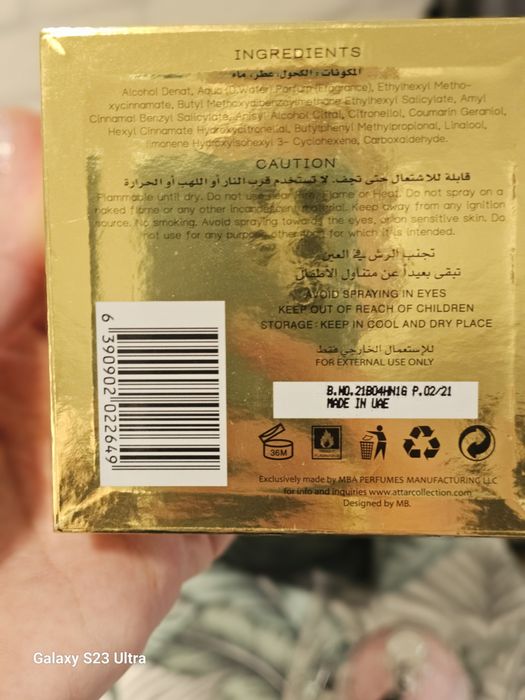 INGREDIENTS
المكونات: الكحول، عطر، ماء
Alcohol Denat, Aqua (D.water) Parfum (Fragrance), Ethylhexyl Metho-
xycinnamate, Butyl Methoxydibenzoylmethane Ethylhexyl Salicylate, Amyl
Cinnamal Benzyl Salicylate, Anisyl Alcohol Citral, Citronellol, Coumarin Geraniol,
Hexyl Cinnamate Hydroxycitronellal, Butylphenyl Methylpropional, Linalool,
limonene Hydroxyisohexyl 3- Cyclohexene, Carboxaldehyde.
CAUTION
قابلة للاشتعال حتى تجف. لا تستخدم قرب النار أو اللهب أو الحرارة
Flammable until dry. Do not use near Fire, Flame or Heat. Do not spray on a
naked flame or any other incandescent material. Keep away from any ignition
source. No smoking. Avoid spraying towards the eyes, or on sensitive skin. Do
not use for any purpose other than for which it is intended.
تجنب الرش في العين
تبقى بعيداً عن متناول الأطفال
AVOID SPRAYING IN EYES
KEEP OUT OF REACH OF CHILDREN
STORAGE: KEEP IN COOL AND DRY PLACE
للإستعمال الخارجي فقط
FOR EXTERNAL USE ONLY
6 390902 022649
B.NO.21B04HN16 P.02/21
MADE IN UAE
36M
Exclusively made by MBA PERFUMES MANUFACTURING LLC
for info and inquiries www.attarcollection.com
Designed by MB.
Galaxy S23 Ultra